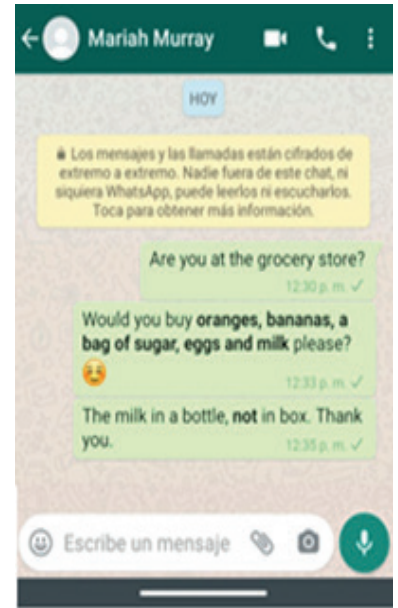 Mariah Murray
HOY
Los mensajes y las llamadas están cifrados de
extremo a extremo. Nadie fuera de este chat, ni
siquiera WhatsApp, puede leerlos ni escucharlos.
Toca para obtener más información.
Are you at the grocery store?
12:30 p. m.
Would you buy oranges, bananas, a
bag of sugar, eggs and milk please?
12:33 p. m.
The milk in a bottle, not in box. Thank
you.
12:35 p. m.
Escribe un mensaje